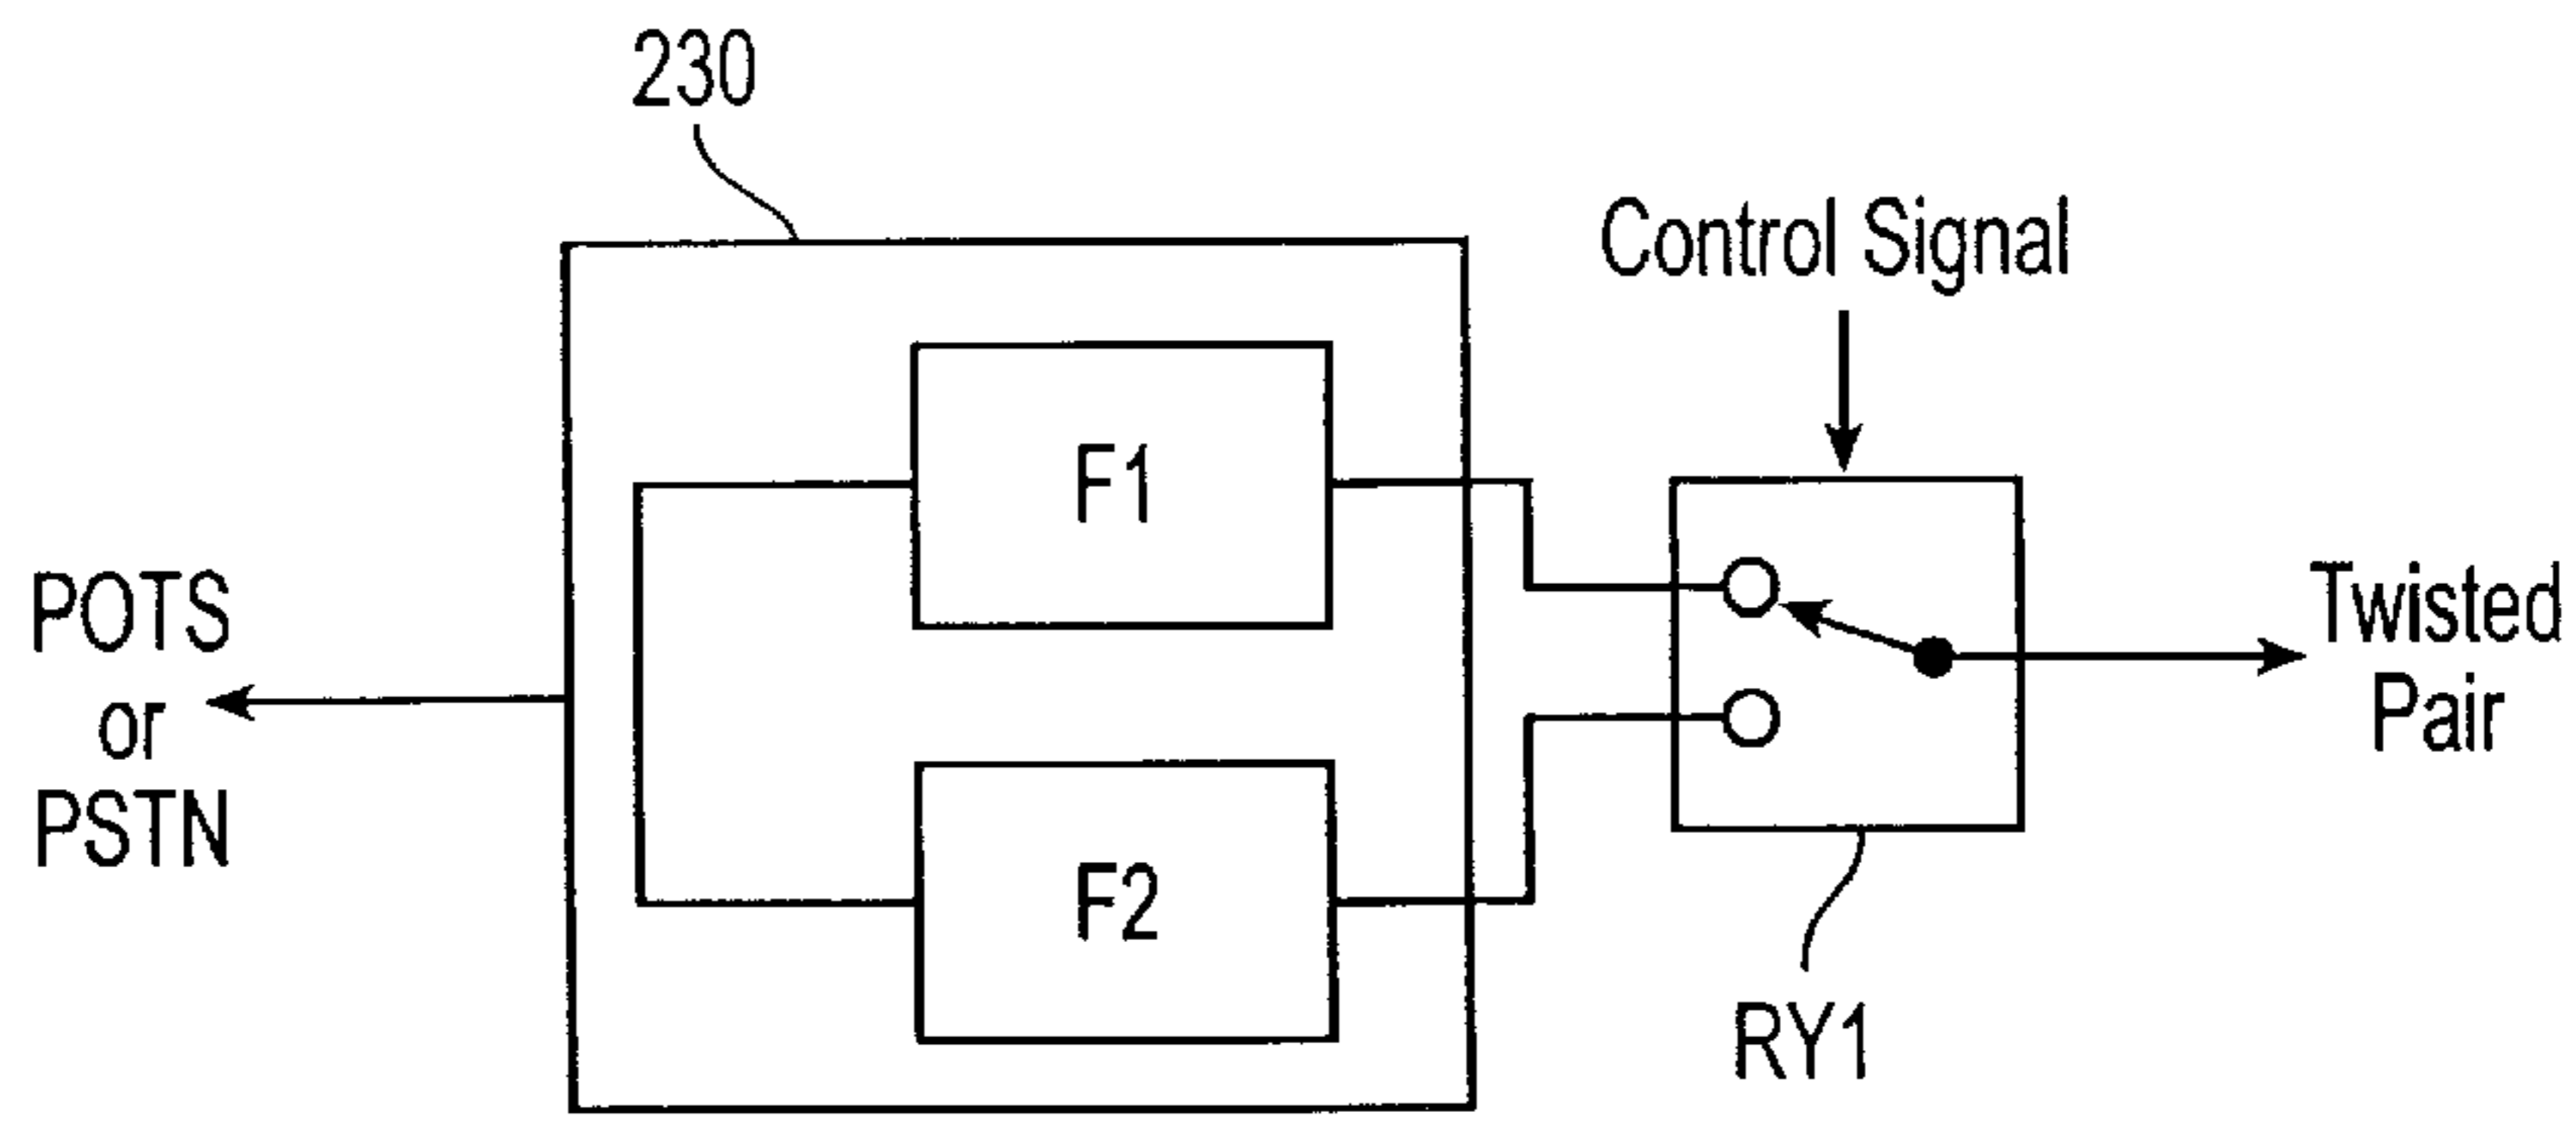 230
Control Signal
F1
POTS
or
PSTN
Twisted
Pair
F2
RY1